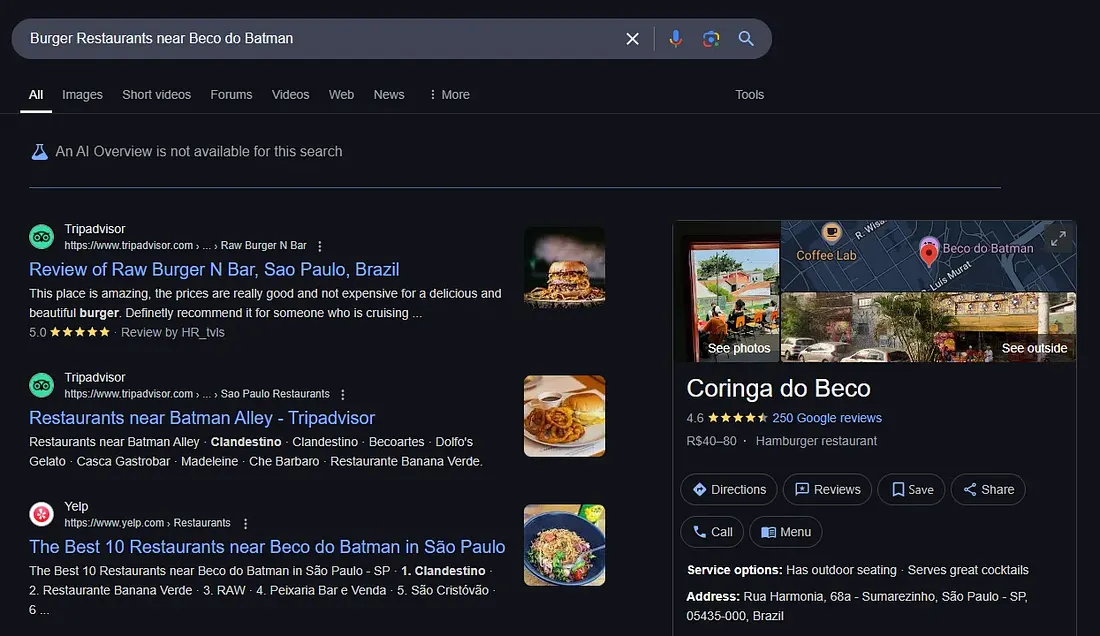 Burger Restaurants near Beco do Batman
All Images Short videos Forums Videos Web News More Tools
An AI Overview is not available for this search
Tripadvisor
https://www.tripadvisor.com › ... › Raw Burger N Bar
Review of Raw Burger N Bar, Sao Paulo, Brazil
This place is amazing, the prices are really good and not expensive for a delicious and
beautiful burger. Definetly recommend it for someone who is cruising ...
5.0 ★★★★★ · Review by HR_tvls
Tripadvisor
https://www.tripadvisor.com › ... › Sao Paulo Restaurants
Restaurants near Batman Alley - Tripadvisor
Restaurants near Batman Alley · Clandestino · Clandestino · Becoartes · Dolfo's
Gelato · Casca Gastrobar · Madeleine · Che Barbaro · Restaurante Banana Verde.
Yelp
https://www.yelp.com › Restaurants
The Best 10 Restaurants near Beco do Batman in São Paulo
The Best 10 Restaurants near Beco do Batman in São Paulo - SP · 1. Clandestino ·
2. Restaurante Banana Verde · 3. RAW · 4. Peixaria Bar e Venda · 5. São Cristóvão ·
6 ...
R. Wisa
Coffee Lab
Beco do Batman
Luís Murat
See photos
See outside
Coringa do Beco
4.6 250 Google reviews
R$40–80 · Hamburger restaurant
Directions Reviews Save Share
Call Menu
Service options: Has outdoor seating · Serves great cocktails
Address: Rua Harmonia, 68a - Sumarezinho, São Paulo - SP,
05435-000, Brazil